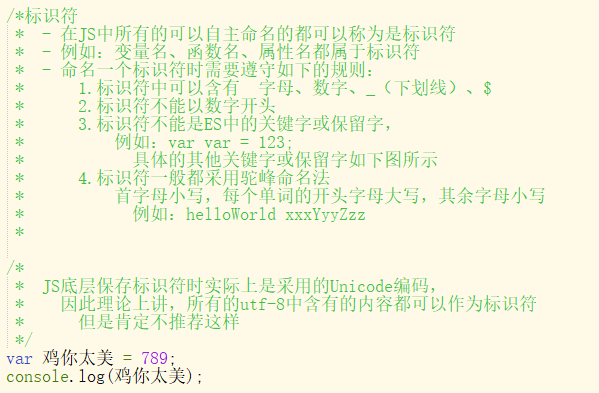 /*标识符
 *  - 在JS中所有的可以自主命名的都可以称为是标识符
 *  - 例如：变量名、函数名、属性名都属于标识符
 *  - 命名一个标识符时需要遵守如下的规则：
 *      1.标识符中可以含有  字母、数字、_（下划线）、$
 *      2.标识符不能以数字开头
 *      3.标识符不能是ES中的关键字或保留字，
 *          例如：var var = 123;
 *            具体的其他关键字或保留字如下图所示
 *      4.标识符一般都采用驼峰命名法
 *          首字母小写，每个单词的开头字母大写，其余字母小写
 *            例如：helloWorld xxxYyyZzz
 *
/*
 *  JS底层保存标识符时实际上是采用的Unicode编码，
 *    因此理论上讲，所有的utf-8中含有的内容都可以作为标识符
 *      但是肯定不推荐这样
 */
var 鸡你太美 = 789;
console.log(鸡你太美);